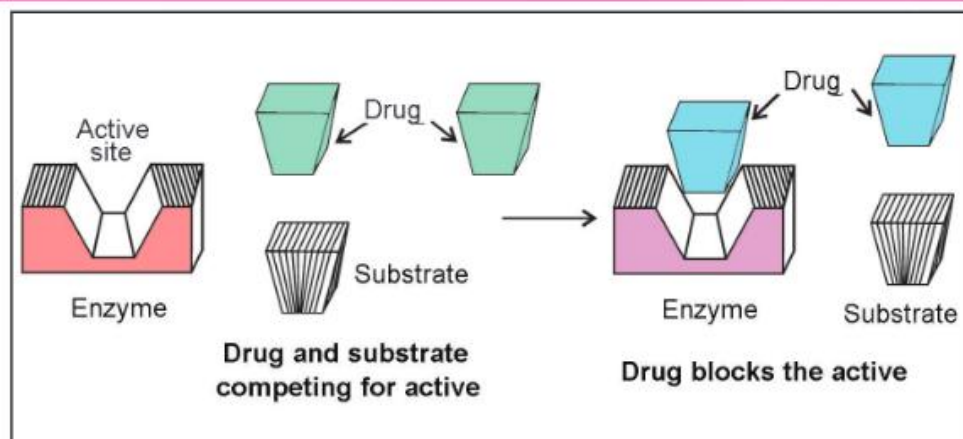 Active
site
Drug
Enzyme
Substrate
Drug and substrate
competing for active
Drug
Enzyme
Substrate
Drug blocks the active